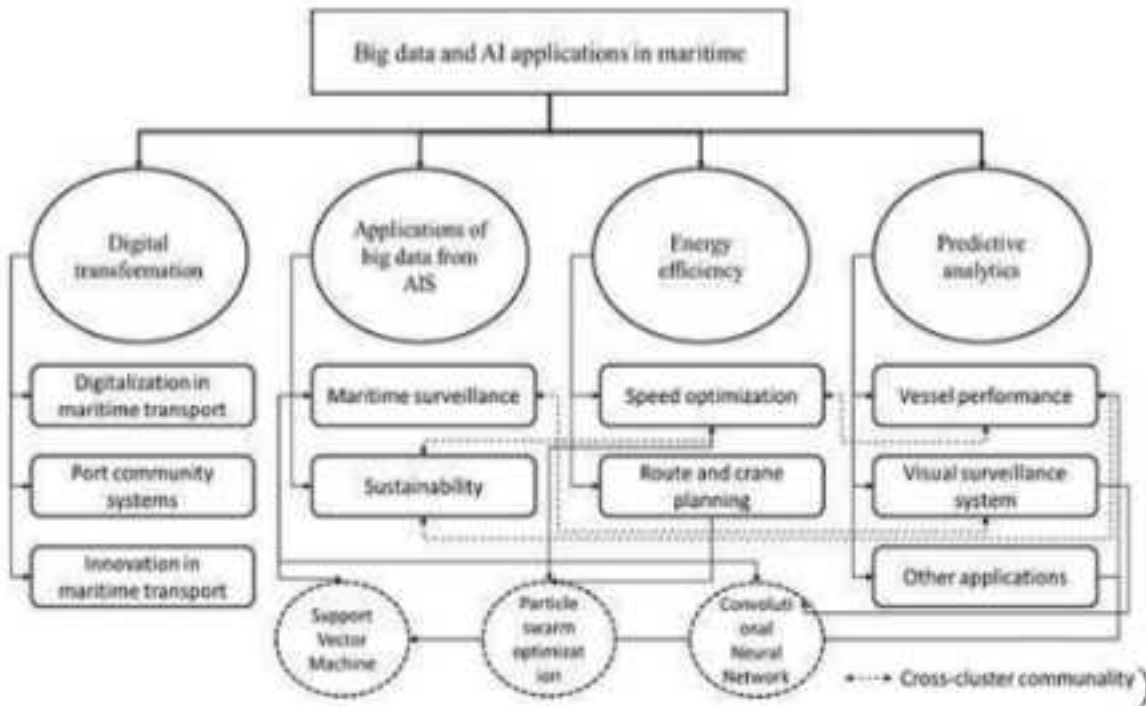 Big data and AI applications in maritime
Digital
transformation
Applications of
big data from
AIS
Energy
efficiency
Predictive
analytics
Digitalization in
maritime transport
Maritime surveillance
Speed optimization
Vessel performance
Port community
systems
Sustainability
Route and crane
planning
Visual surveillance
system
Innovation in
maritime transport
Other applications
Support
Vector
Machine
Particle
swarm
optimizat
ion
Convoluti
onal
Neural
Network
Cross-cluster communality